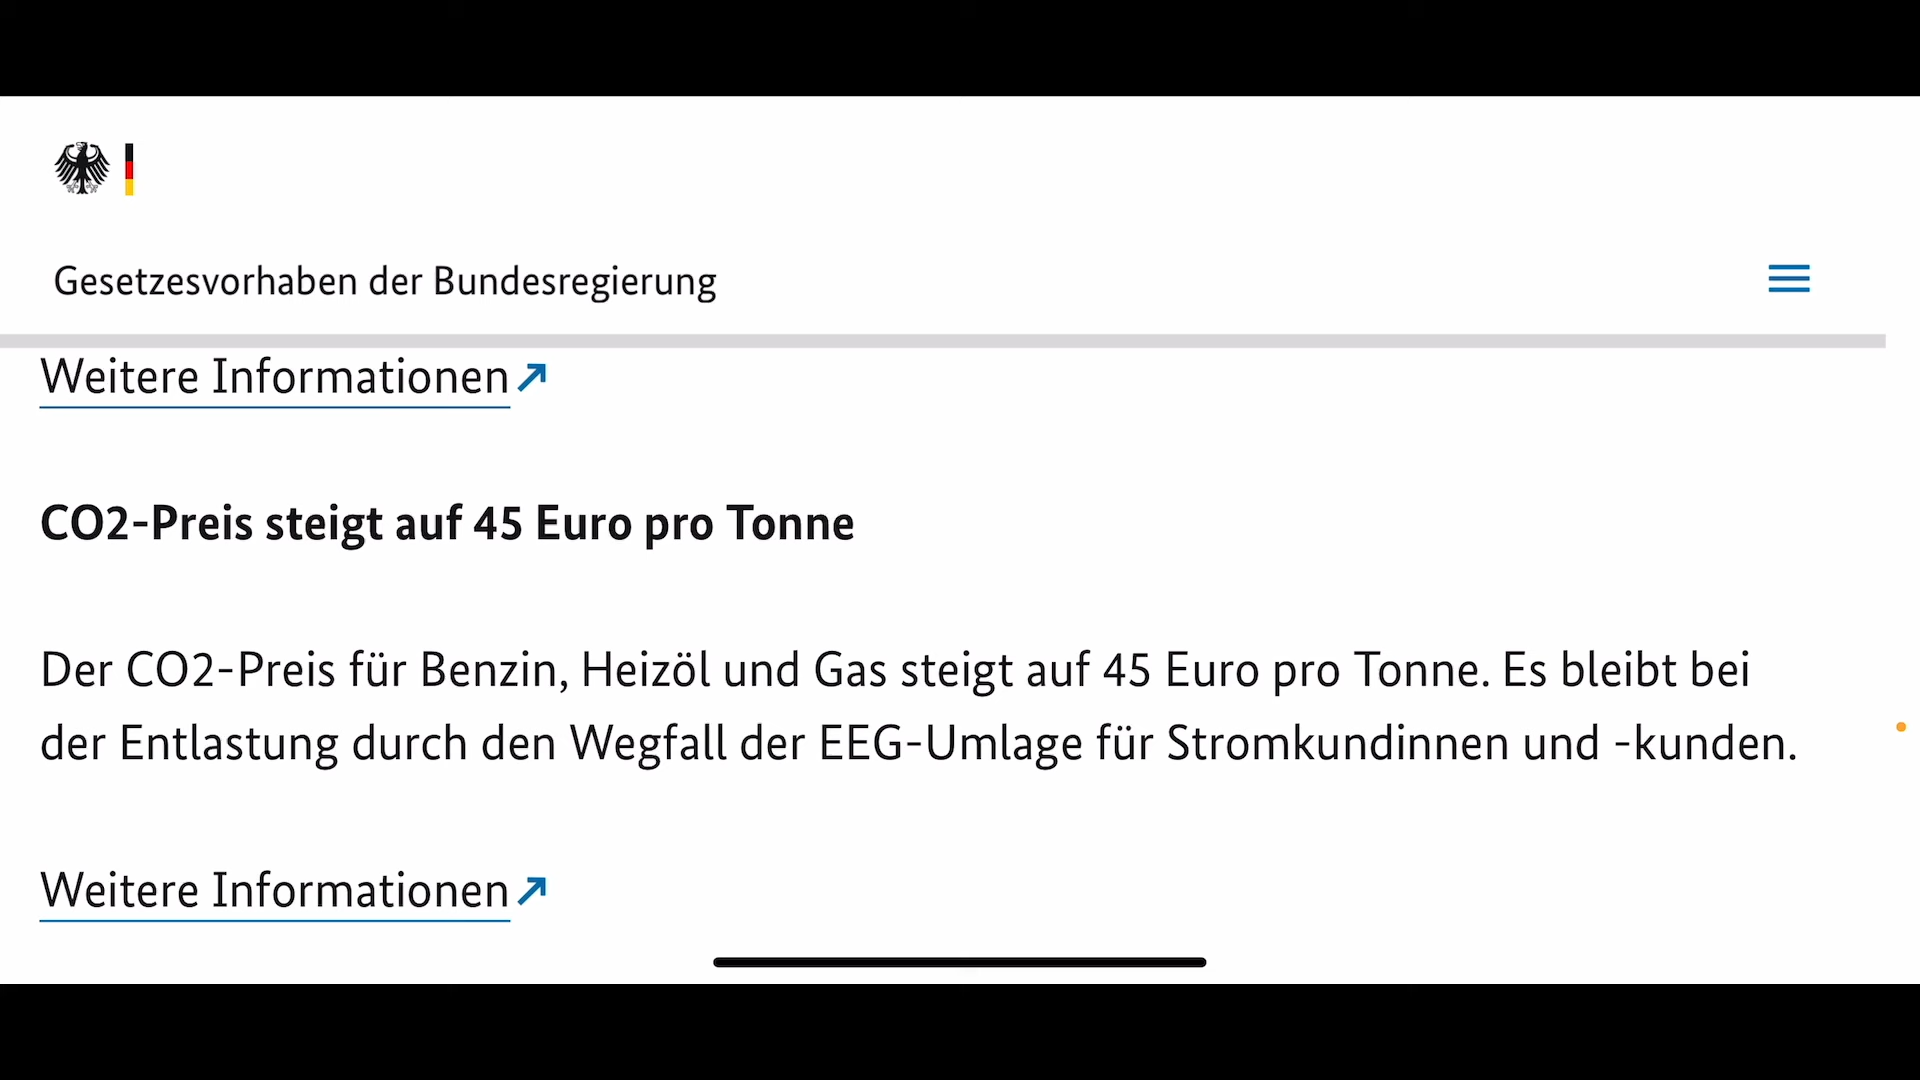 Gesetzesvorhaben der Bundesregierung
Weitere Informationen
CO2-Preis steigt auf 45 Euro pro Tonne
Der CO2-Preis für Benzin, Heizöl und Gas steigt auf 45 Euro pro Tonne. Es bleibt bei
der Entlastung durch den Wegfall der EEG-Umlage für Stromkundinnen und -kunden.
Weitere Informationen